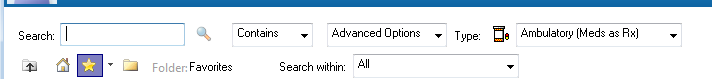 Search: Contains Advanced Options Type: Ambulatory (Meds as Rx)
Folder: Favorites Search within: All